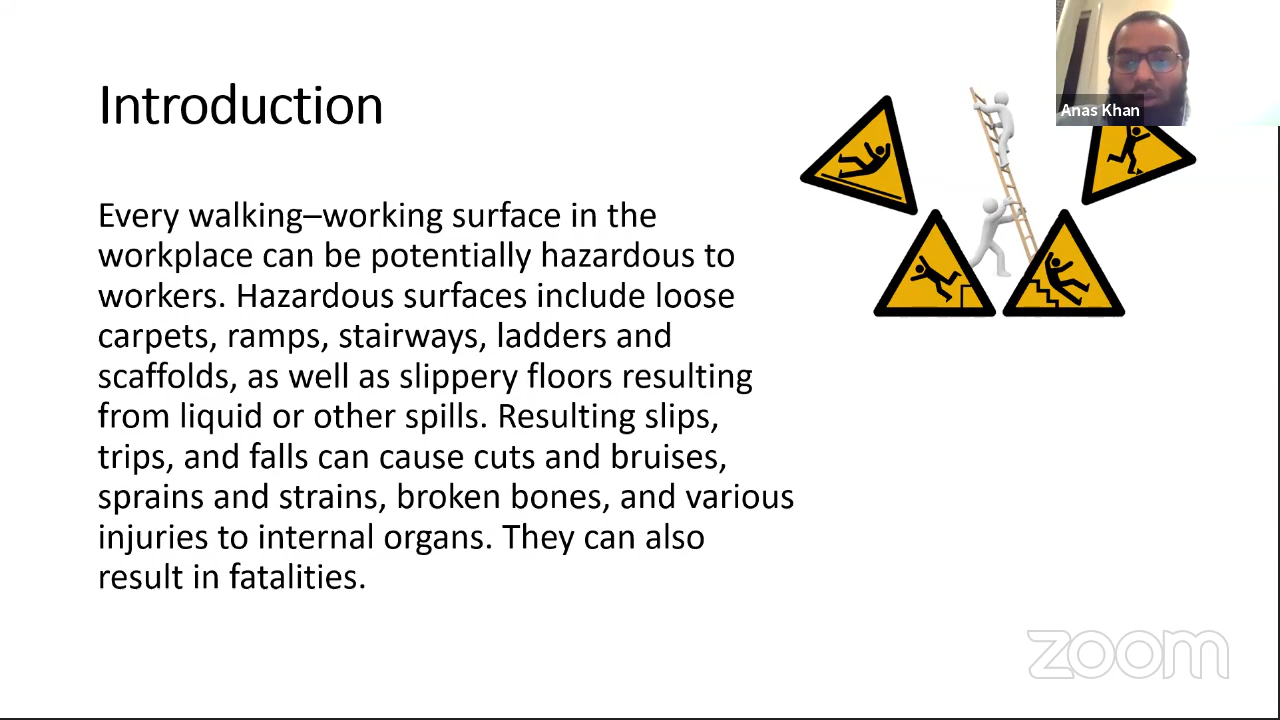 Introduction
Every walking–working surface in the
workplace can be potentially hazardous to
workers. Hazardous surfaces include loose
carpets, ramps, stairways, ladders and
scaffolds, as well as slippery floors resulting
from liquid or other spills. Resulting slips,
trips, and falls can cause cuts and bruises,
sprains and strains, broken bones, and various
injuries to internal organs. They can also
result in fatalities.
Anas Khan
zoom